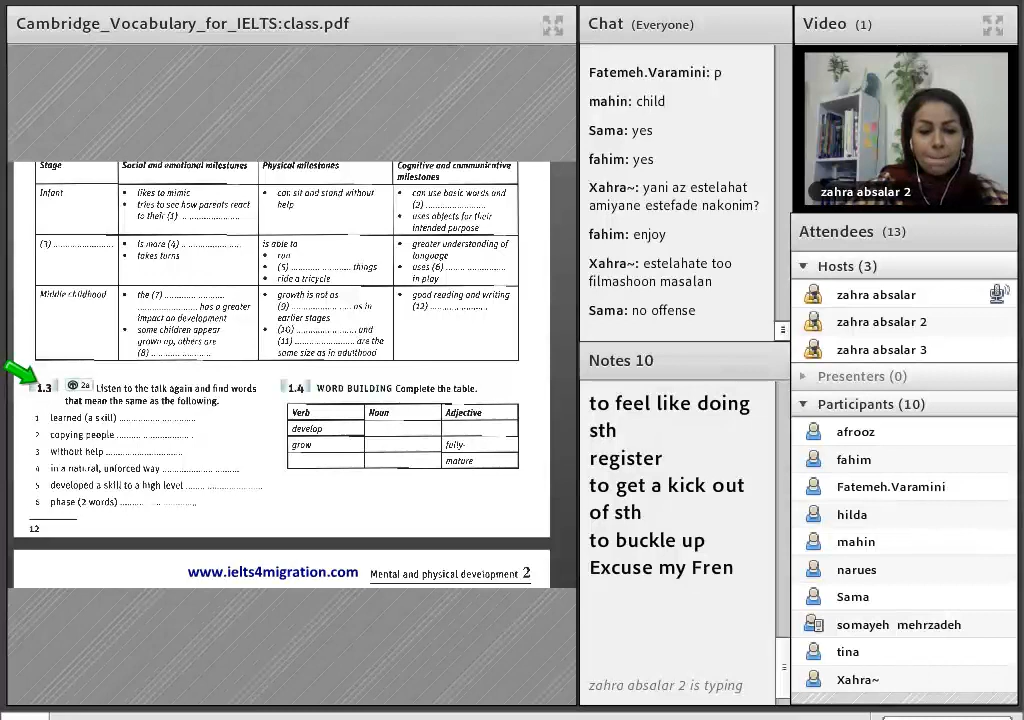 Cambridge_Vocabulary_for_IELTS:class.pdf
Stage Social and emotional milestones Physical milestones Cognitive and communicative milestones
Infant
• likes to mimic
• tries to see how parents react to their (1) ....................
• can sit and stand without help
• can use basic words and (2) ....................
• uses objects for their intended purpose
(3) ....................
• is more (4) ....................
• takes turns
is able to
• run
• (5) .................... things
• ride a tricycle
• greater understanding of language
• uses (6) .................... in play
Middle childhood
• the (7) .................... has a greater impact on development
• some children appear grown up, others are (8) ....................
• growth is not as (9) .................... as in earlier stages
• (10) .................... and (11) .................... are the same size as in adulthood
• good reading and writing (12) ....................
1.3 2a Listen to the talk again and find words
that mean the same as the following.
1 learned (a skill) ....................
2 copying people ....................
3 without help ....................
4 in a natural, unforced way ....................
5 developed a skill to a high level ....................
6 phase (2 words) ....................
12
1.4 WORD BUILDING Complete the table.
Verb Noun Adjective
develop
grow fully-
mature
www.ielts4migration.com Mental and physical development 2
Chat (Everyone)
Fatemeh.Varamini: p
mahin: child
Sama: yes
fahim: yes
Xahra~: yani az estelahat
amiyane estefade nakonim?
fahim: enjoy
Xahra~: estelahate too
filmashoon masalan
Sama: no offense
Notes 10
to feel like doing
sth
register
to get a kick out
of sth
to buckle up
Excuse my Fren
zahra absalar 2 is typing
Video (1)
zahra absalar 2
Attendees (13)
Hosts (3)
zahra absalar
zahra absalar 2
zahra absalar 3
Presenters (0)
Participants (10)
afrooz
fahim
Fatemeh.Varamini
hilda
mahin
narues
Sama
somayeh mehrzadeh
tina
Xahra~